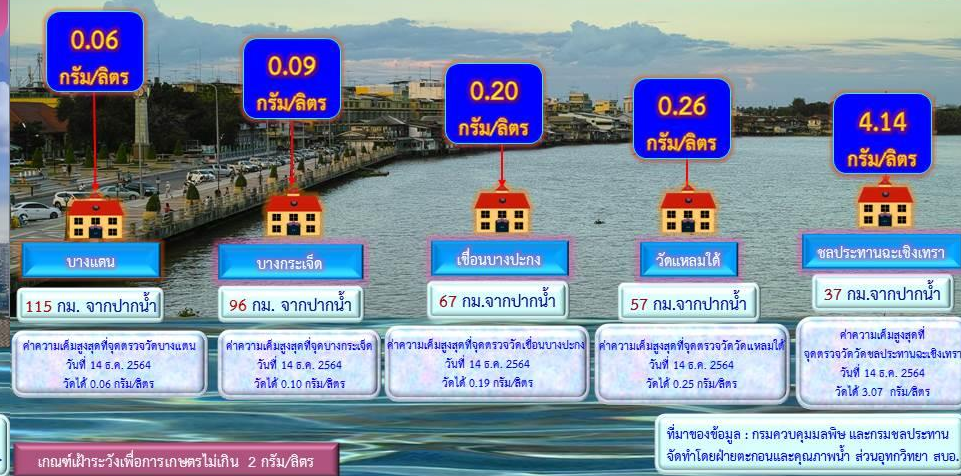 0.06
กรัม/ลิตร
0.09
กรัม/ลิตร
0.20
กรัม/ลิตร
0.26
กรัม/ลิตร
4.14
กรัม/ลิตร
บางแตน
บางกระเจ็ด
เขื่อนบางปะกง
วัดแหลมใต้
ชลประทานฉะเชิงเทรา
115 กม. จากปากน้ำ
96 กม. จากปากน้ำ
67 กม.จากปากน้ำ
57 กม.จากปากน้ำ
37 กม.จากปากน้ำ
ค่าความเค็มสูงสุดที่จุดตรวจวัดบางแตน
วันที่ 14 ธ.ค. 2564
วัดได้ 0.06 กรัม/ลิตร
ค่าความเค็มสูงสุดที่จุดบางกระเจ็ด
วันที่ 14 ธ.ค. 2564
วัดได้ 0.10 กรัม/ลิตร
ค่าความเค็มสูงสุดที่จุดตรวจวัดเขื่อนบางปะกง
วันที่ 14 ธ.ค. 2564
วัดได้ 0.19 กรัม/ลิตร
ค่าความเค็มสูงสุดที่จุดตรวจวัดวัดแหลมใต้
วันที่ 14 ธ.ค. 2564
วัดได้ 0.25 กรัม/ลิตร
ค่าความเค็มสูงสุดที่
จุดตรวจวัดวัดชลประทานฉะเชิงเทรา
วันที่ 14 ธ.ค. 2564
วัดได้ 3.07 กรัม/ลิตร
เกณฑ์เฝ้าระวังเพื่อการเกษตรไม่เกิน 2 กรัม/ลิตร
ที่มาของข้อมูล : กรมควบคุมมลพิษ และกรมชลประทาน
จัดทำโดยฝ่ายตะกอนและคุณภาพน้ำ ส่วนอุทกวิทยา สบอ.